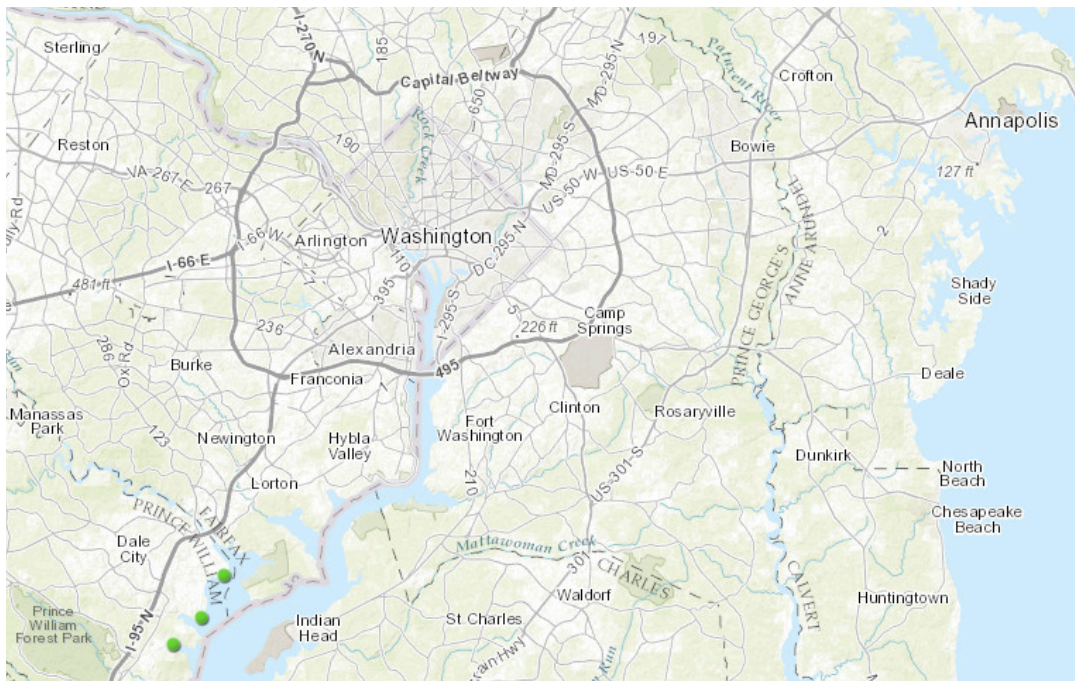 Sterling
I-270 N
185
Capital Beltway
650
MD-295-N
197
Patuxent River
Crofton
Annapolis
Reston
190
Rock Creek
MD-295-S
Bowie
127 ft
VA-267-E
267
US-50-W
US-50-E
ANNE ARUNDEL
PRINCE GEORGE'S
2
I-66 W
Arlington
Washington
110
DC-295-N
I-66 E
481 ft
7
395
I-295-S
Shady
Side
5
226 ft
Camp
Springs
236
286
Ox Rd
Burke
Alexandria
495
Franconia
Deale
Manassas
Park
123
Newington
Hybla
Valley
Fort
Washington
Clinton
Rosaryville
210
US-301-S
Dunkirk
North
Beach
Lorton
Chesapeake
Beach
PRINCE WILLIAM
FAIRFAX
Dale
City
Mattawoman Creek
301
CHARLES
CALVERT
Waldorf
Huntingtown
Prince
William
Forest Park
I-95-N
Indian
Head
St Charles